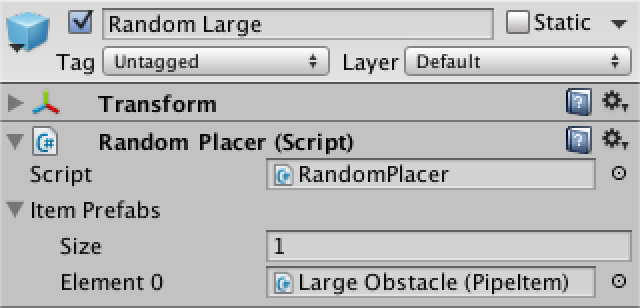 Random Large Static
Tag Untagged Layer Default
Transform
C# Random Placer (Script)
Script C# RandomPlacer
Item Prefabs
Size 1
Element 0 C# Large Obstacle (PipeItem)